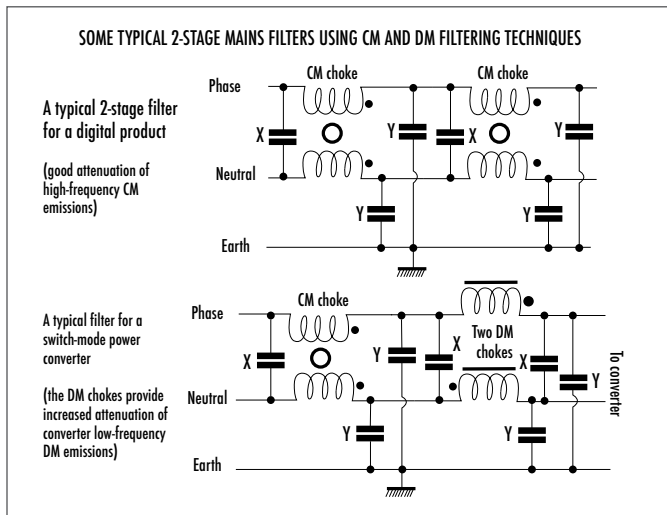 SOME TYPICAL 2-STAGE MAINS FILTERS USING CM AND DM FILTERING TECHNIQUES
A typical 2-stage filter
for a digital product
(good attenuation of
high-frequency CM
emissions)
Phase
CM choke
CM choke
X
Y
X
Y
Neutral
Y
Y
Earth
A typical filter for a
switch-mode power
converter
(the DM chokes provide
increased attenuation of
converter low-frequency
DM emissions)
Phase
CM choke
X
Y
X
Two DM
chokes
X
Y
To converter
Neutral
Y
Y
Earth